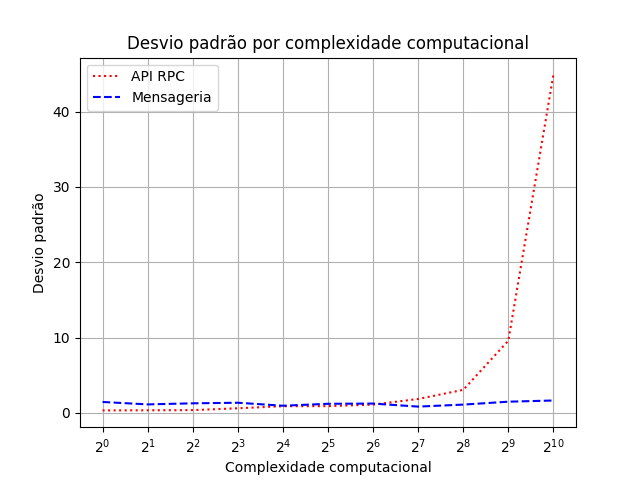 Desvio padrão por complexidade computacional
API RPC
Mensageria
Desvio padrão
40
30
20
10
0
2^0 2^1 2^2 2^3 2^4 2^5 2^6 2^7 2^8 2^9 2^10
Complexidade computacional